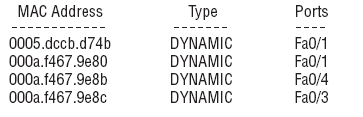 MAC Address Type Ports
----------- -------- -----
0005.dccb.d74b DYNAMIC Fa0/1
000a.f467.9e80 DYNAMIC Fa0/1
000a.f467.9e8b DYNAMIC Fa0/4
000a.f467.9e8c DYNAMIC Fa0/3